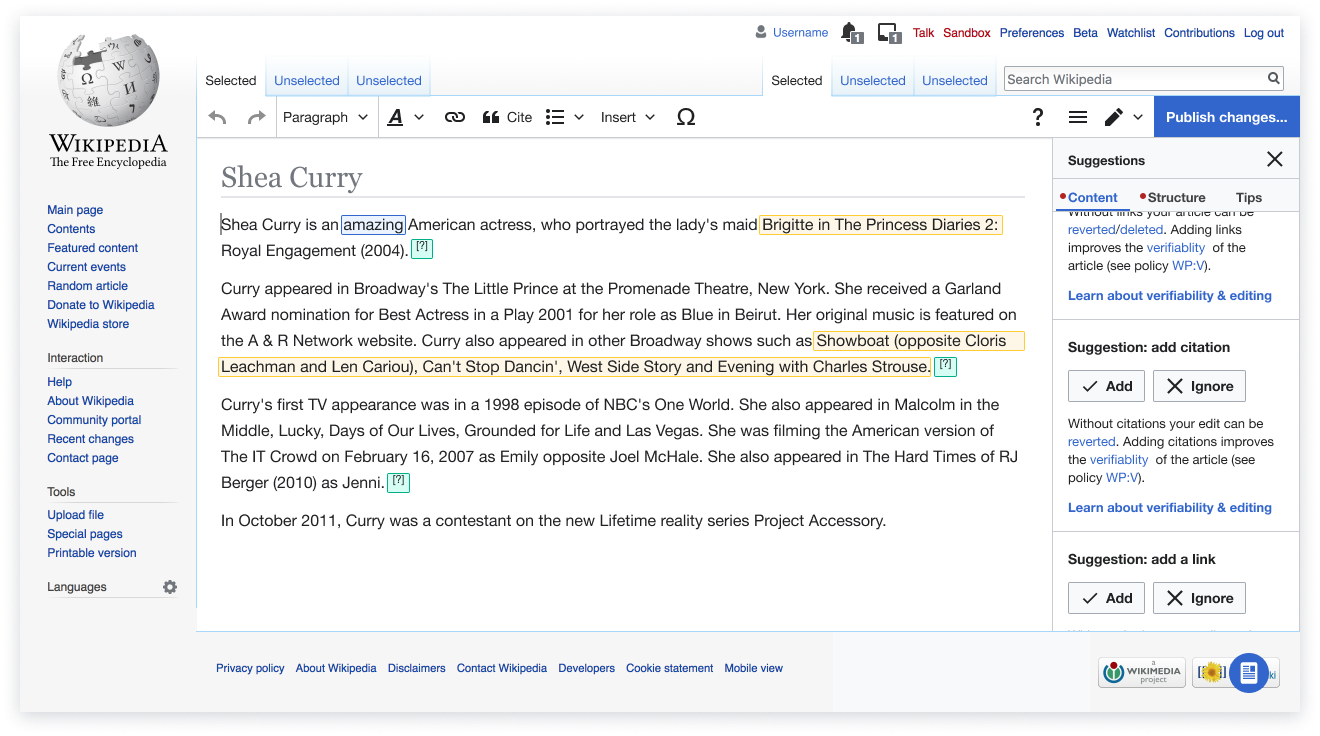 Username 1 1 Talk Sandbox Preferences Beta Watchlist Contributions Log out
Selected Unselected Unselected Selected Unselected Unselected Search Wikipedia
WIKIPEDIA
The Free Encyclopedia
Paragraph A Cite Insert Ω ? Publish changes...
Main page
Contents
Featured content
Current events
Random article
Donate to Wikipedia
Wikipedia store
Interaction
Help
About Wikipedia
Community portal
Recent changes
Contact page
Tools
Upload file
Special pages
Printable version
Languages
Shea Curry
Shea Curry is an amazing American actress, who portrayed the lady's maid Brigitte in The Princess Diaries 2:
Royal Engagement (2004). [?]
Curry appeared in Broadway's The Little Prince at the Promenade Theatre, New York. She received a Garland
Award nomination for Best Actress in a Play 2001 for her role as Blue in Beirut. Her original music is featured on
the A & R Network website. Curry also appeared in other Broadway shows such as Showboat (opposite Cloris
Leachman and Len Cariou), Can't Stop Dancin', West Side Story and Evening with Charles Strouse. [?]
Curry's first TV appearance was in a 1998 episode of NBC's One World. She also appeared in Malcolm in the
Middle, Lucky, Days of Our Lives, Grounded for Life and Las Vegas. She was filming the American version of
The IT Crowd on February 16, 2007 as Emily opposite Joel McHale. She also appeared in The Hard Times of RJ
Berger (2010) as Jenni. [?]
In October 2011, Curry was a contestant on the new Lifetime reality series Project Accessory.
Suggestions
Content Structure Tips
Without links your article can be
reverted/deleted. Adding links
improves the verifiablity of the
article (see policy WP:V).
Learn about verifiability & editing
Suggestion: add citation
Add Ignore
Without citations your edit can be
reverted. Adding citations improves
the verifiablity of the article (see
policy WP:V).
Learn about verifiability & editing
Suggestion: add a link
Add Ignore
Privacy policy About Wikipedia Disclaimers Contact Wikipedia Developers Cookie statement Mobile view
a
WIKIMEDIA
project